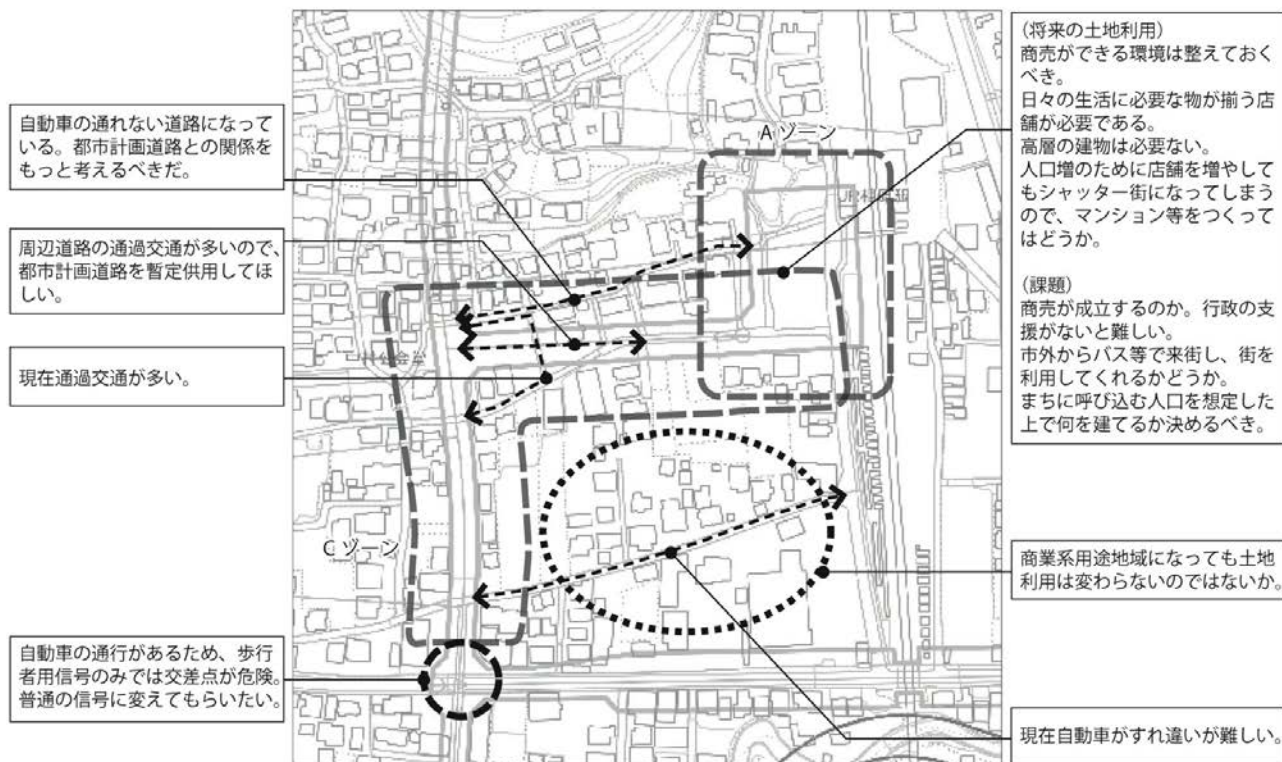 自動車の通れない道路になって
いる。都市計画道路との関係を
もっと考えるべきだ。
周辺道路の通過交通が多いので、
都市計画道路を暫定供用してほ
しい。
現在通過交通が多い。
自動車の通行があるため、歩行
者用信号のみでは交差点が危険。
普通の信号に変えてもらいたい。
Aゾーン
Cゾーン
(将来の土地利用)
商売ができる環境は整えておく
べき。
日々の生活に必要な物が揃う店
舗が必要である。
高層の建物は必要ない。
人口増のために店舗を増やして
もシャッター街になってしまう
ので、マンション等をつくって
はどうか。
(課題)
商売が成立するのか。行政の支
援がないと難しい。
市外からバス等で来街し、街を
利用してくれるかどうか。
まちに呼び込む人口を想定した
上で何を建てるか決めるべき。
商業系用途地域になっても土地
利用は変わらないのではないか。
現在自動車がすれ違いが難しい。